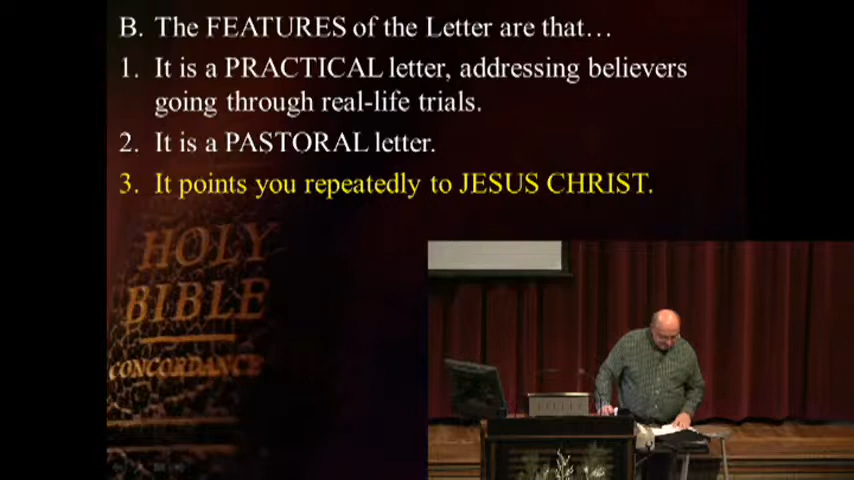 B. The FEATURES of the Letter are that…
1. It is a PRACTICAL letter, addressing believers
going through real-life trials.
2. It is a PASTORAL letter.
3. It points you repeatedly to JESUS CHRIST.
HOLY
BIBLE
CONCORDANCE